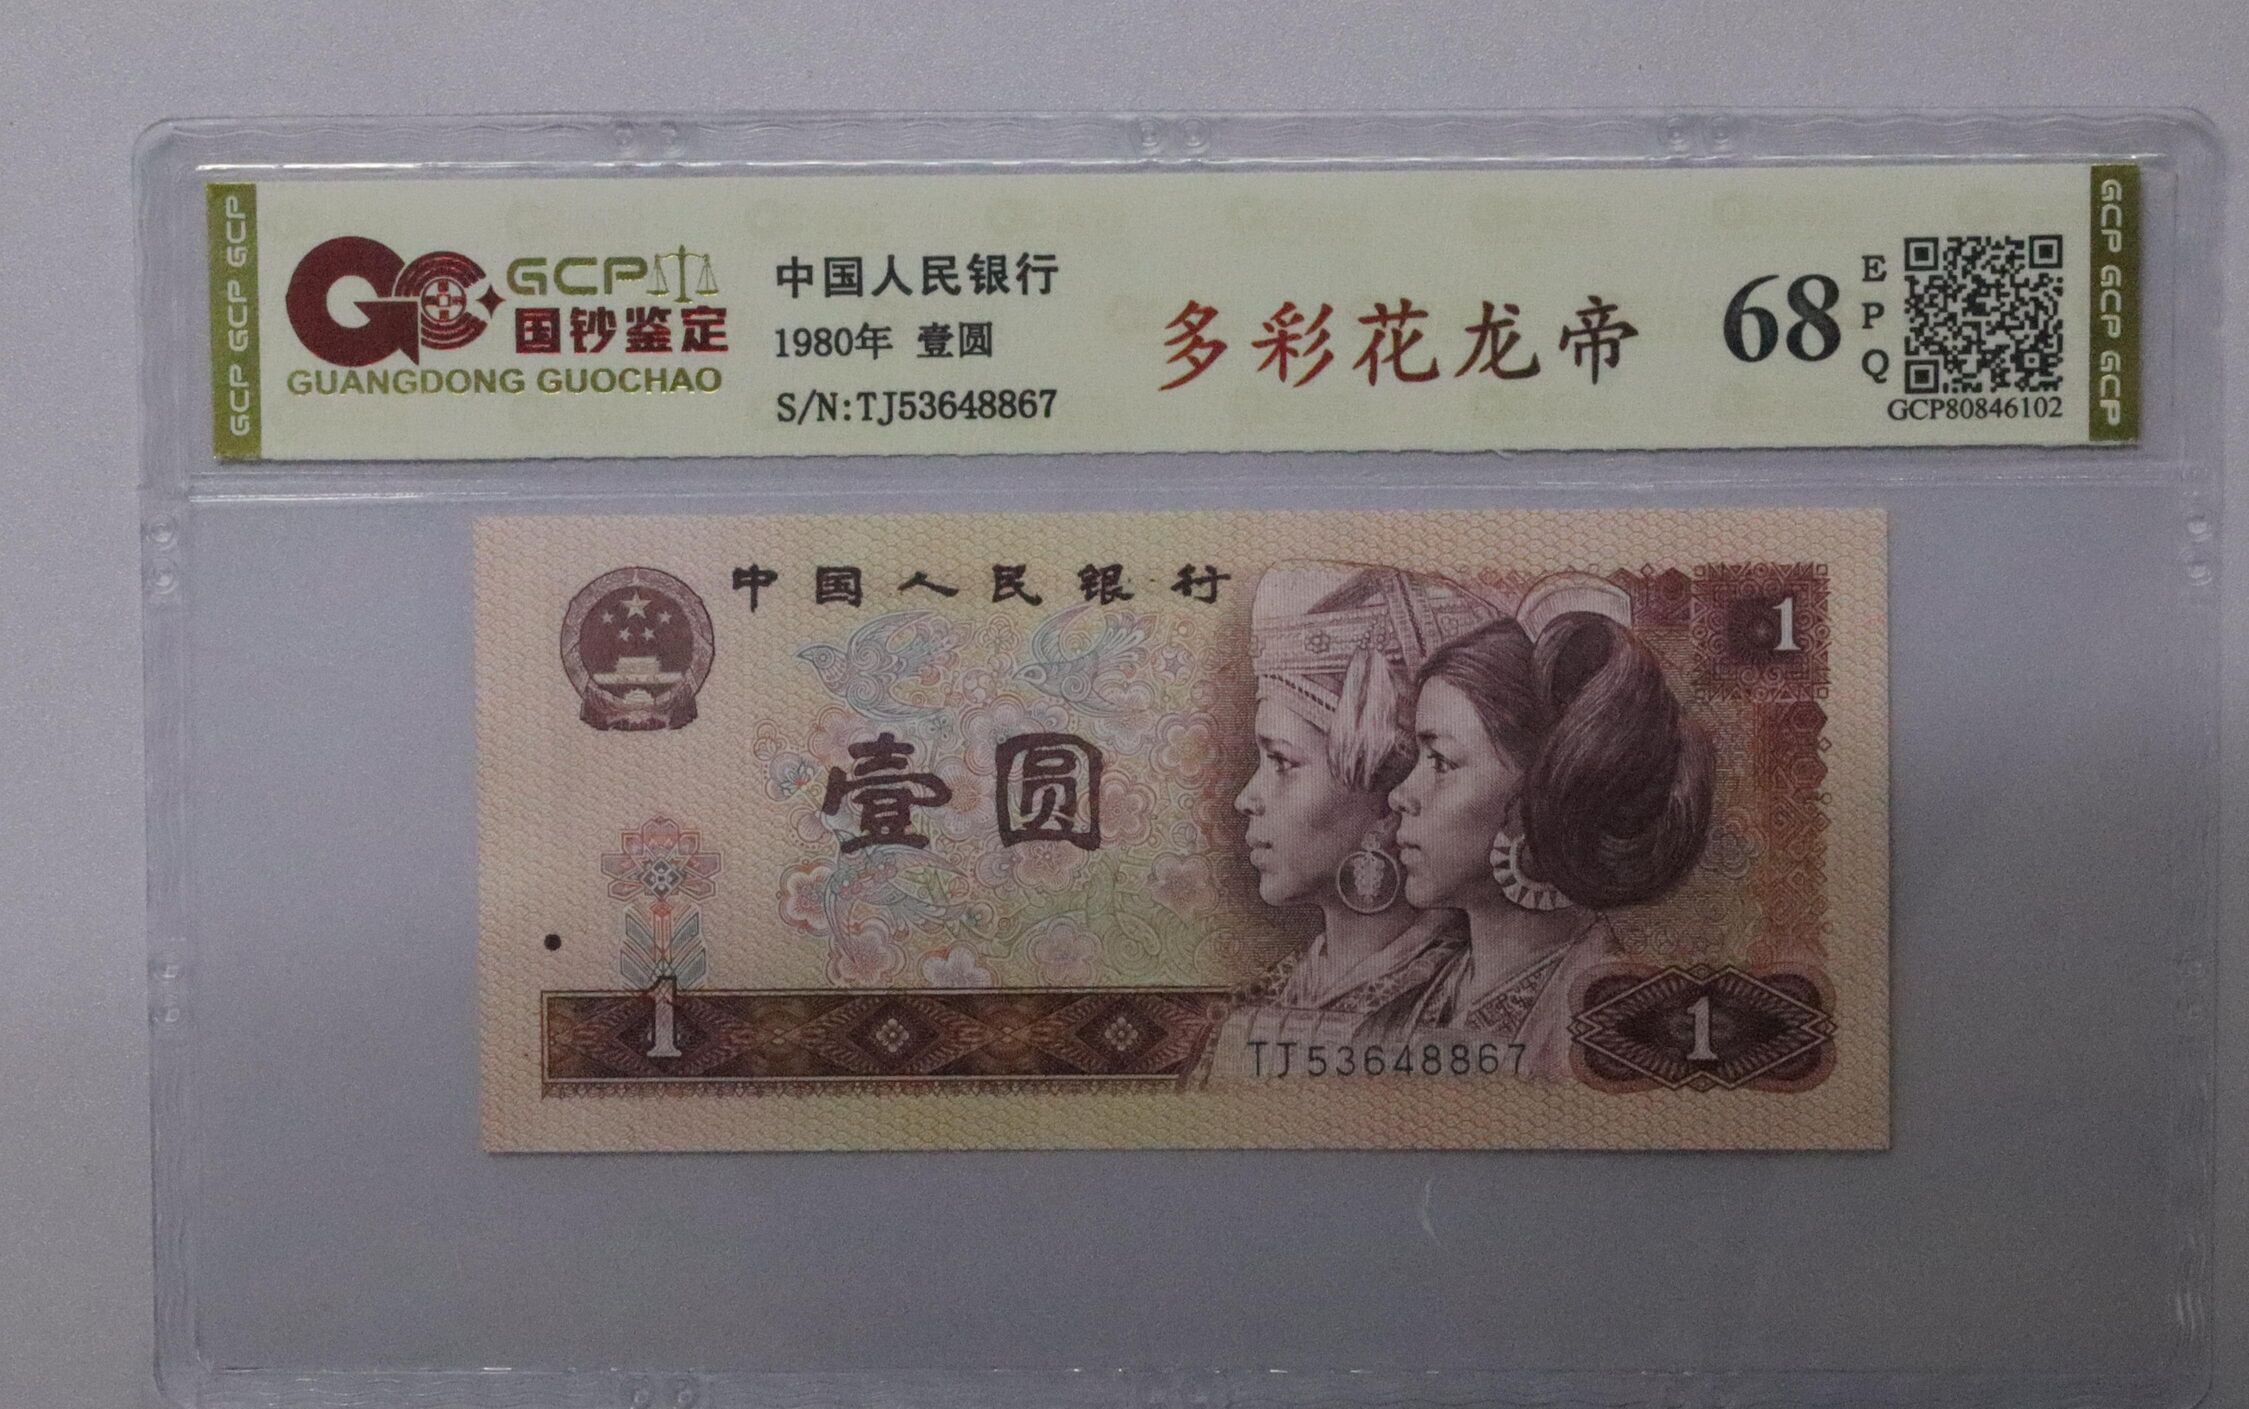 GCP GCP GCP
GCP
国钞鉴定
GUANGDONG GUOCHAO
中国人民银行
1980年 壹圆
S/N:TJ53648867
多彩花龙帝
68
EPQ
GCP80846102
GCP GCP GCP
中国人民银行
1
壹圆
1
TJ53648867
1